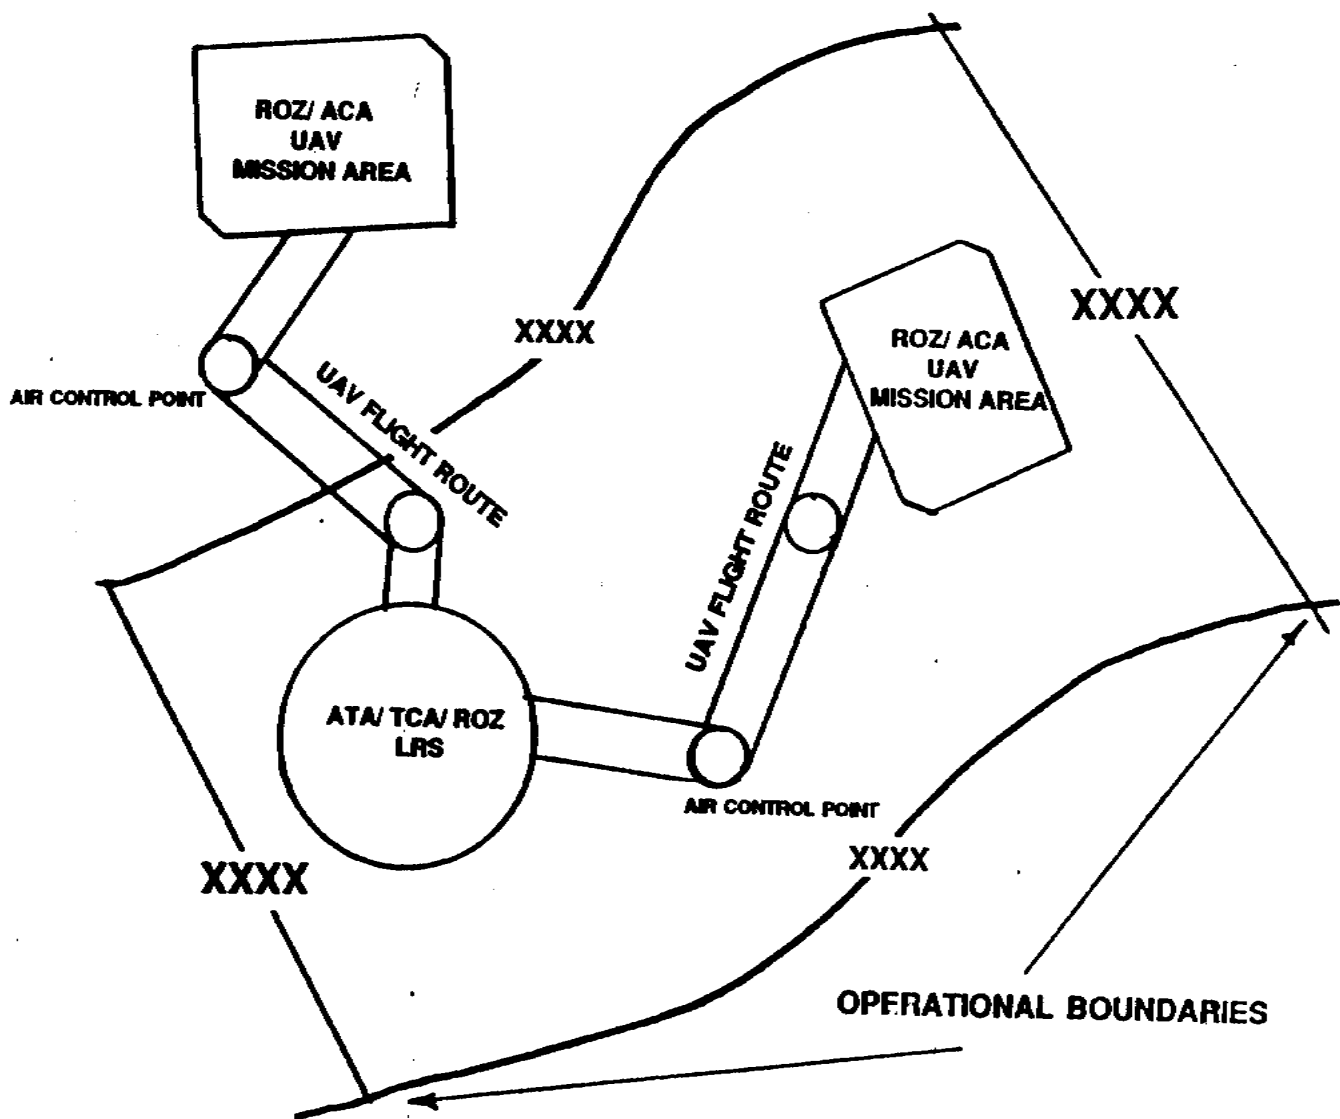 ROZ/ ACA
UAV
MISSION AREA
XXXX
XXXX
ROZ/ ACA
UAV
MISSION AREA
AIR CONTROL POINT
UAV FLIGHT ROUTE
UAV FLIGHT ROUTE
ATA/ TCA/ ROZ
LRS
AIR CONTROL POINT
XXXX
XXXX
OPERATIONAL BOUNDARIES